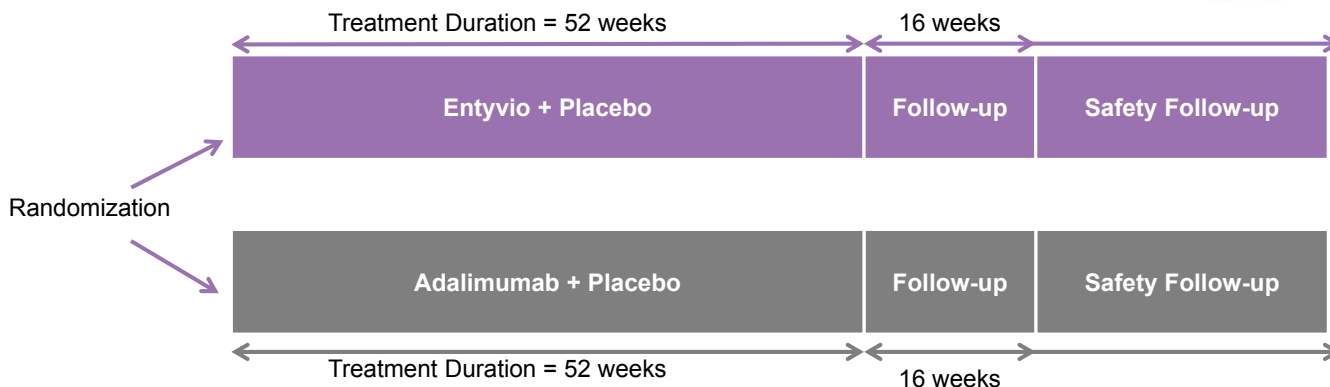 Treatment Duration = 52 weeks
16 weeks
Entyvio + Placebo
Follow-up
Safety Follow-up
Randomization
Adalimumab + Placebo
Follow-up
Safety Follow-up
Treatment Duration = 52 weeks
16 weeks